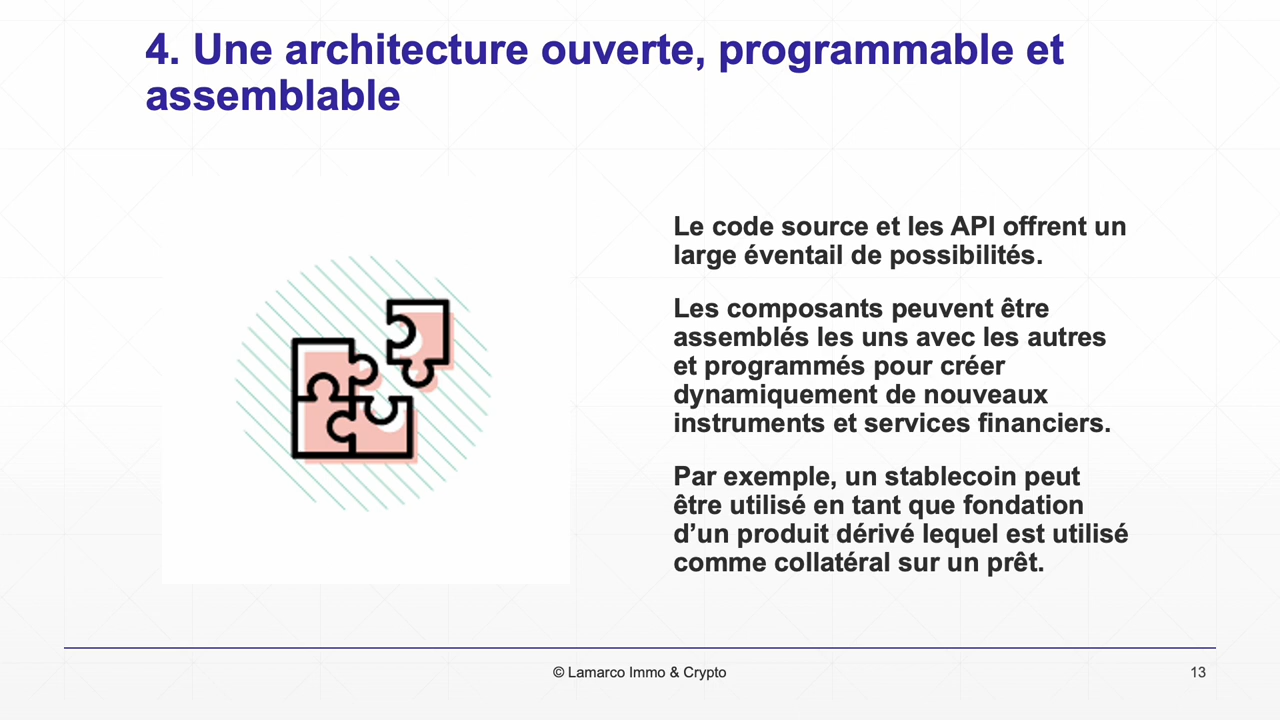 4. Une architecture ouverte, programmable et
assemblable
Le code source et les API offrent un
large éventail de possibilités.
Les composants peuvent être
assemblés les uns avec les autres
et programmés pour créer
dynamiquement de nouveaux
instruments et services financiers.
Par exemple, un stablecoin peut
être utilisé en tant que fondation
d’un produit dérivé lequel est utilisé
comme collatéral sur un prêt.
© Lamarco Immo & Crypto
13